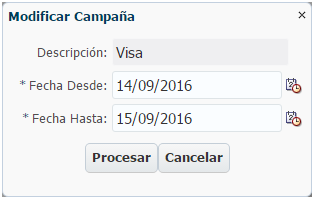 Modificar Campaña
Descripción: Visa
* Fecha Desde: 14/09/2016
* Fecha Hasta: 15/09/2016
Procesar Cancelar